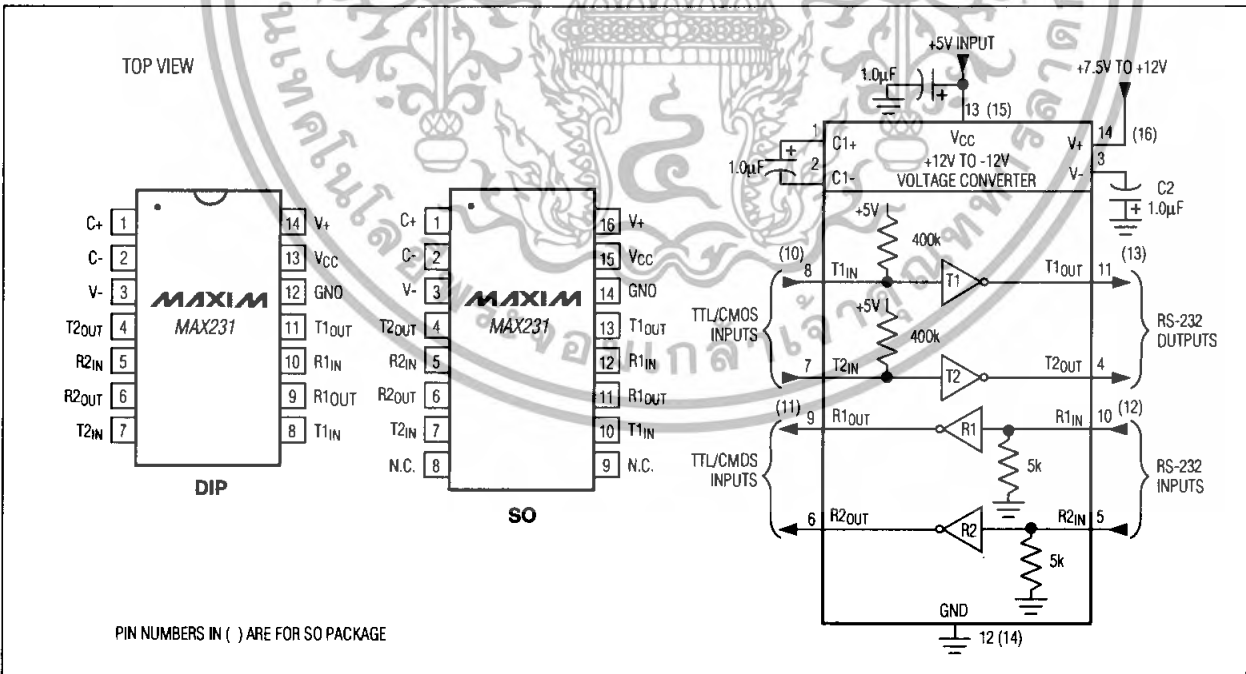 TOP VIEW
C+ 1
C- 2
V- 3
T2OUT 4
R2IN 5
R2OUT 6
T2IN 7
14 V+
13 VCC
12 GND
11 T1OUT
10 R1IN
9 R1OUT
8 T1IN
MAXIM
MAX231
DIP
C+ 1
C- 2
V- 3
T2OUT 4
R2IN 5
R2OUT 6
T2IN 7
N.C. 8
16 V+
15 VCC
14 GND
13 T1OUT
12 R1IN
11 R1OUT
10 T1IN
9 N.C.
MAXIM
MAX231
SO
+5V INPUT
1.0µF
+7.5V TO +12V
13 (15)
1
C1+
2
C1-
1.0µF
VCC
+12V TO -12V
VOLTAGE CONVERTER
V+
14
(16)
V-
3
C2
1.0µF
+5V
400k
(10)
8
T1IN
T1
T1OUT
11
(13)
+5V
400k
TTL/CMOS
INPUTS
RS-232
OUTPUTS
7
T2IN
T2
T2OUT
4
(11)
9
R1OUT
R1
R1IN
10
(12)
5k
TTL/CMOS
INPUTS
RS-232
INPUTS
6
R2OUT
R2
R2IN
5
5k
GND
12 (14)
PIN NUMBERS IN ( ) ARE FOR SO PACKAGE